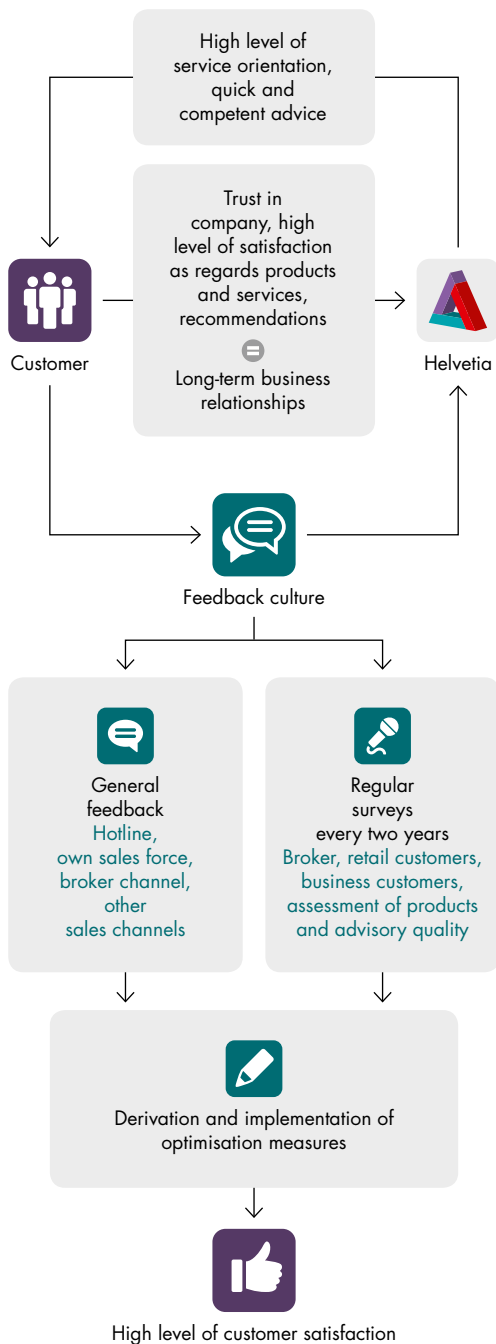 High level of
service orientation,
quick and
competent advice
Trust in
company, high
level of satisfaction
as regards products
and services,
recommendations
=
Long-term business
relationships
Customer
Helvetia
Feedback culture
General
feedback
Hotline,
own sales force,
broker channel,
other
sales channels
Regular
surveys
every two years
Broker, retail customers,
business customers,
assessment of products
and advisory quality
Derivation and implementation of
optimisation measures
High level of customer satisfaction